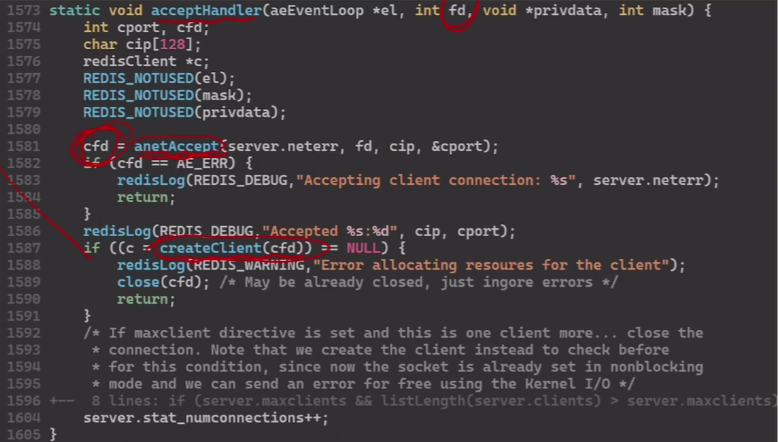 1573 static void acceptHandler(aeEventLoop *el, int fd, void *privdata, int mask) {
1574     int cport, cfd;
1575     char cip[128];
1576     redisClient *c;
1577     REDIS_NOTUSED(el);
1578     REDIS_NOTUSED(mask);
1579     REDIS_NOTUSED(privdata);
1580
1581     cfd = anetAccept(server.neterr, fd, cip, &cport);
1582     if (cfd == AE_ERR) {
1583         redisLog(REDIS_DEBUG,"Accepting client connection: %s", server.neterr);
1584         return;
1585     }
1586     redisLog(REDIS_DEBUG,"Accepted %s:%d", cip, cport);
1587     if ((c = createClient(cfd)) == NULL) {
1588         redisLog(REDIS_WARNING,"Error allocating resoures for the client");
1589         close(cfd); /* May be already closed, just ingore errors */
1590         return;
1591     }
1592     /* If maxclient directive is set and this is one client more... close the
1593      * connection. Note that we create the client instead to check before
1594      * for this condition, since now the socket is already set in nonblocking
1595      * mode and we can send an error for free using the Kernel I/O */
1596 +--  8 lines: if (server.maxclients && listLength(server.clients) > server.maxclients)
1604     server.stat_numconnections++;
1605 }